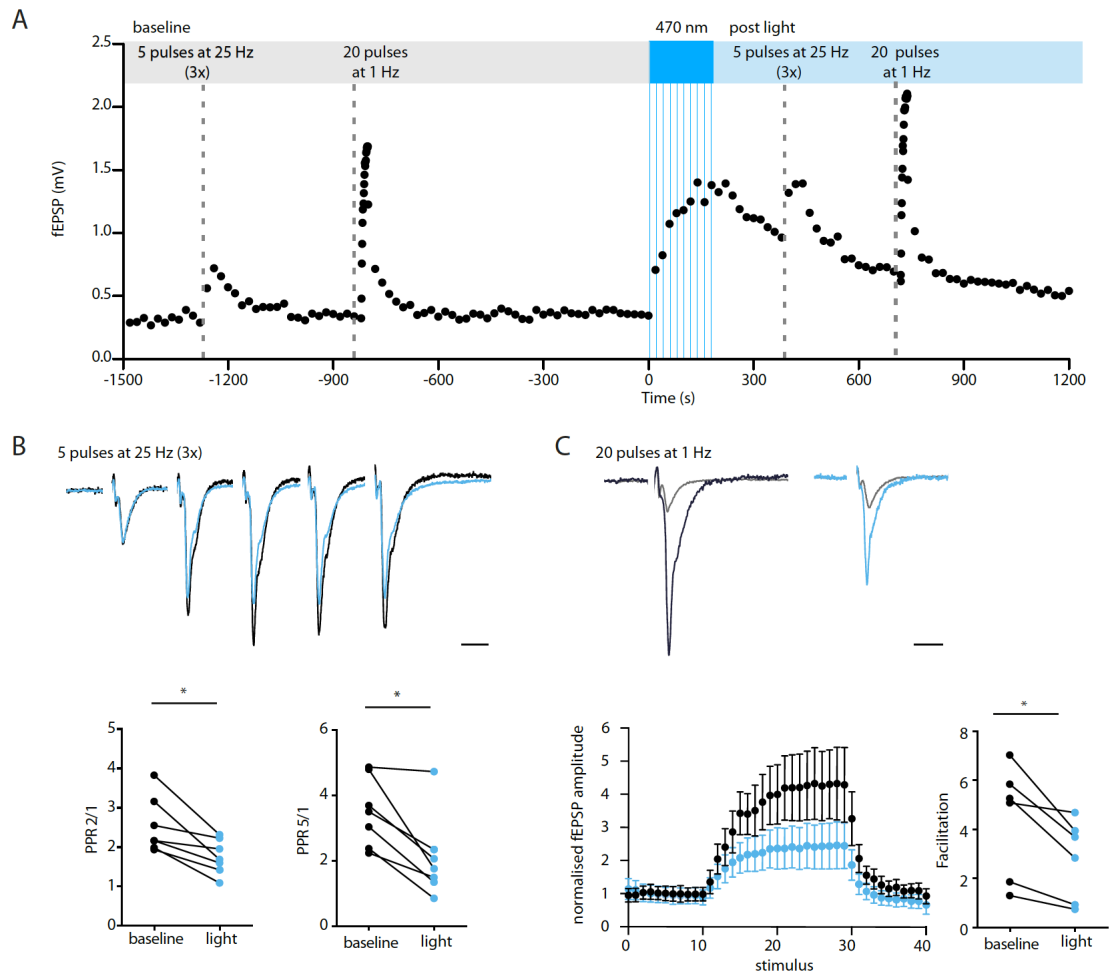 A
baseline
470 nm
post light
5 pulses at 25 Hz
(3x)
20 pulses
at 1 Hz
5 pulses at 25 Hz
(3x)
20 pulses
at 1 Hz
fEPSP (mV)
2.5
2.0
1.5
1.0
0.5
0.0
-1500
-1200
-900
-600
-300
0
300
600
900
1200
Time (s)
B
5 pulses at 25 Hz (3x)
C
20 pulses at 1 Hz
*
PPR 2/1
5
4
3
2
1
0
baseline
light
*
PPR 5/1
6
4
2
0
baseline
light
normalised fEPSP amplitude
6
5
4
3
2
1
0
0
10
20
30
40
stimulus
*
Facilitation
8
6
4
2
0
baseline
light